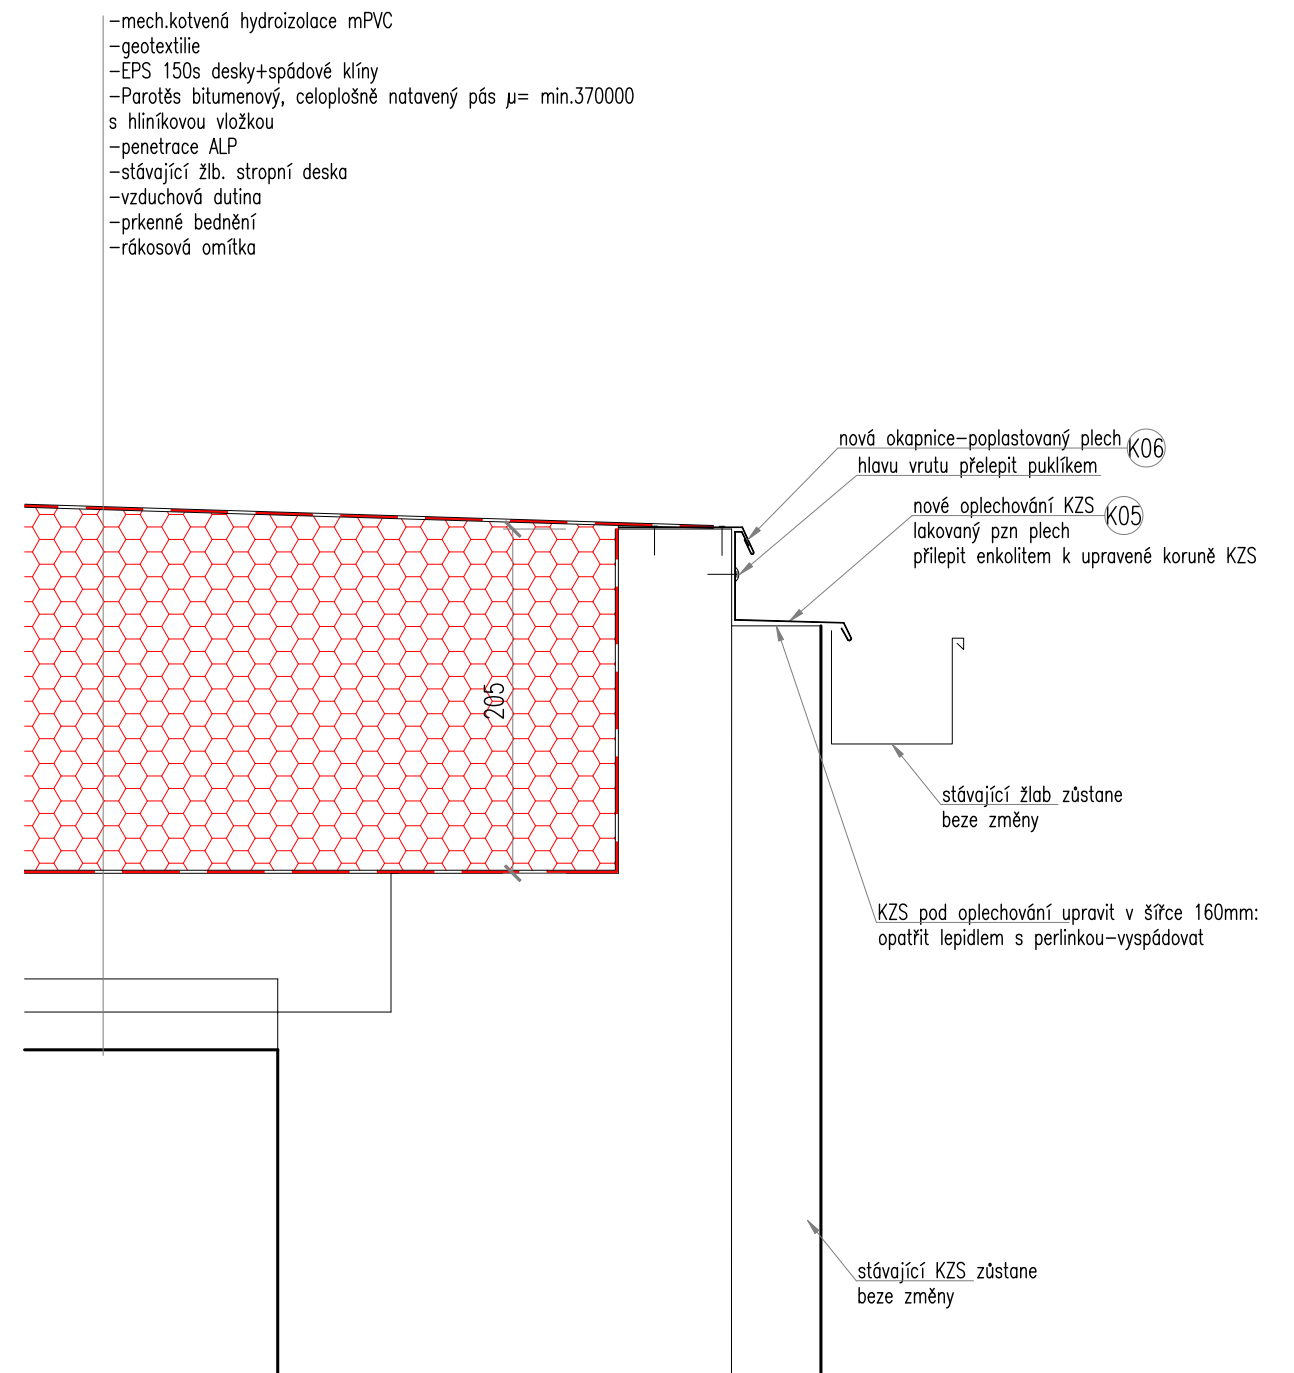 -mech.kotvená hydroizolace mPVC
-geotextilie
-EPS 150s desky+spádové klíny
-Parotěs bitumenový, celoplošně natavený pás µ= min.370000
s hliníkovou vložkou
-penetrace ALP
-stávající žlb. stropní deska
-vzduchová dutina
-prkenné bednění
-rákosová omítka
nová okapnice-poplastovaný plech
K06
hlavu vrutu přelepit puklíkem
nové oplechování KZS
K05
lakovaný pzn plech
přilepit enkolitem k upravené koruně KZS
205
stávající žlab zůstane
beze změny
KZS pod oplechování upravit v šířce 160mm:
opatřit lepidlem s perlinkou-vyspádovat
stávající KZS zůstane
beze změny